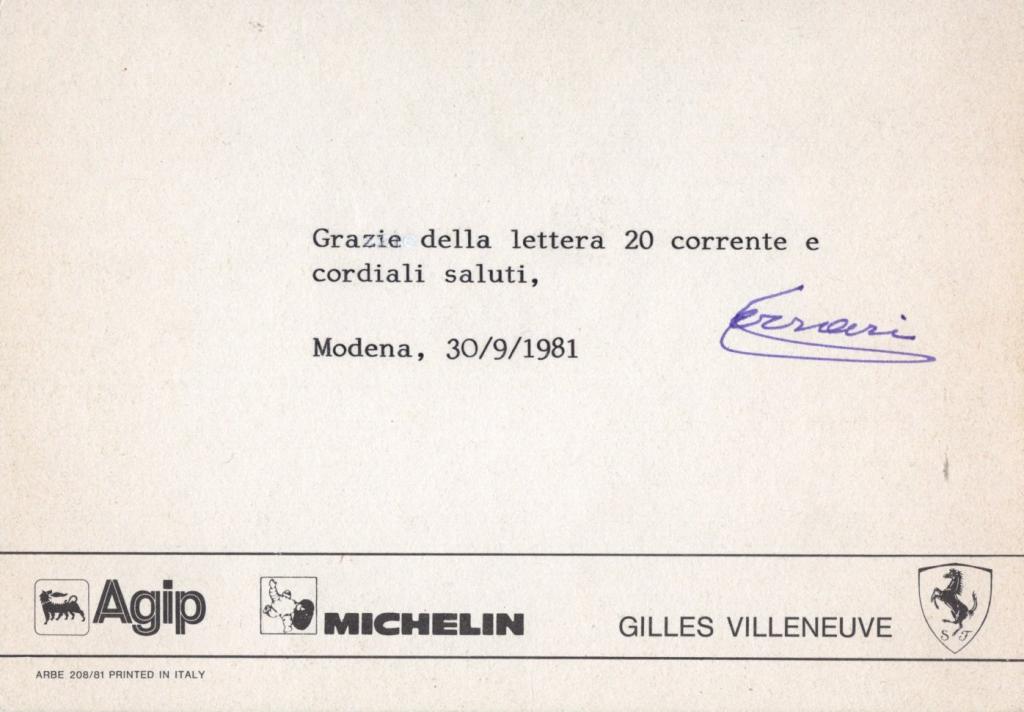 Grazie della lettera 20 corrente e
cordiali saluti,
Ferrari
Modena, 30/9/1981
Agip
MICHELIN
GILLES VILLENEUVE
S F
ARBE 208/81 PRINTED IN ITALY